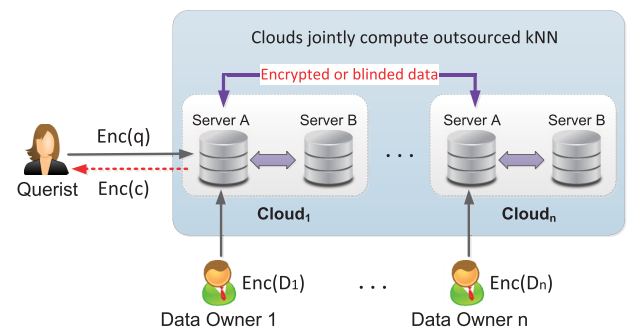 Clouds jointly compute outsourced kNN
Encrypted or blinded data
Server A
Server B
Server A
Server B
Enc(q)
. . .
Querist
Enc(c)
Cloud₁
Cloudₙ
Enc(D₁)
. . .
Enc(Dₙ)
Data Owner 1
Data Owner n